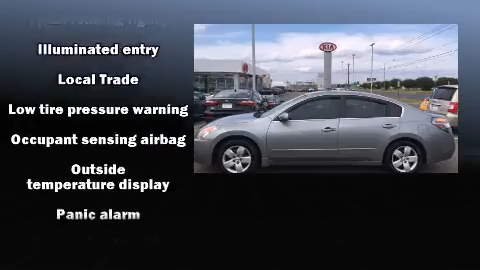 Illuminated entry
Local Trade
Low tire pressure warning
Occupant sensing airbag
Outside
temperature display
Panic alarm
KIA